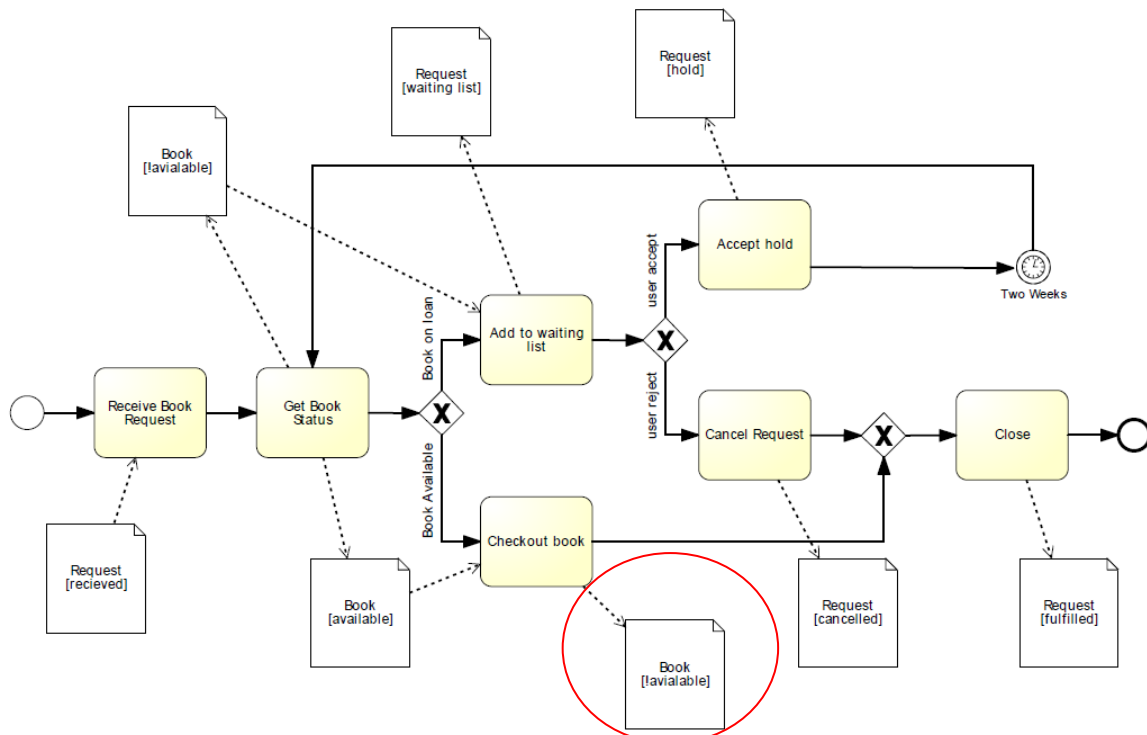 Request
[waiting list]
Request
[hold]
Book
[!avialable]
Accept hold
Two Weeks
user accept
Book on loan
Add to waiting
list
Receive Book
Request
Get Book
Status
user reject
Cancel Request
Close
Book Available
Checkout book
Request
[recieved]
Book
[available]
Book
[!avialable]
Request
[cancelled]
Request
[fulfilled]